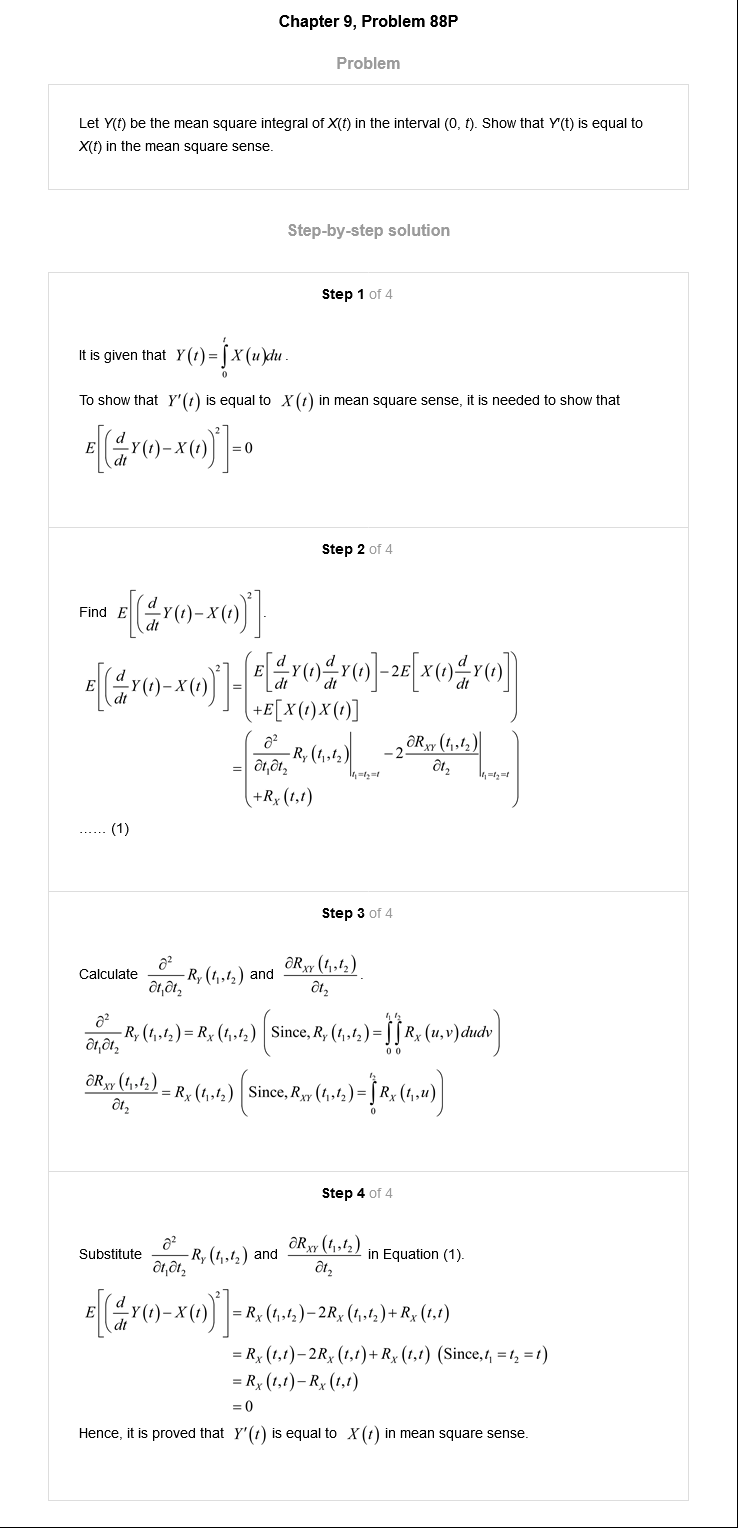 Chapter 9, Problem 88P
Problem
Let Y(t) be the mean square integral of X(t) in the interval (0, t). Show that Y'(t) is equal to
X(t) in the mean square sense.
Step-by-step solution
Step 1 of 4
It is given that $Y(t)=\int_{0}^{t} X(u)du$.
To show that $Y'(t)$ is equal to $X(t)$ in mean square sense, it is needed to show that
$E\left[\left(\frac{d}{dt}Y(t)-X(t)\right)^2\right]=0$
Step 2 of 4
Find $E\left[\left(\frac{d}{dt}Y(t)-X(t)\right)^2\right]$.
$E\left[\left(\frac{d}{dt}Y(t)-X(t)\right)^2\right]=\begin{pmatrix}E\left[\frac{d}{dt}Y(t)\frac{d}{dt}Y(t)\right]-2E\left[X(t)\frac{d}{dt}Y(t)\right]\\+E[X(t)X(t)]\end{pmatrix}$
$=\begin{pmatrix}\left.\frac{\partial^2}{\partial t_1\partial t_2}R_Y(t_1,t_2)\right|_{t_1=t_2=t}-2\left.\frac{\partial R_{XY}(t_1,t_2)}{\partial t_2}\right|_{t_1=t_2=t}\\+R_X(t,t)\end{pmatrix}$
...... (1)
Step 3 of 4
Calculate $\frac{\partial^2}{\partial t_1\partial t_2}R_Y(t_1,t_2)$ and $\frac{\partial R_{XY}(t_1,t_2)}{\partial t_2}$.
$\frac{\partial^2}{\partial t_1\partial t_2}R_Y(t_1,t_2)=R_X(t_1,t_2)\left(\text{Since},R_Y(t_1,t_2)=\int_{0}^{t_1}\int_{0}^{t_2}R_X(u,v)dudv\right)$
$\frac{\partial R_{XY}(t_1,t_2)}{\partial t_2}=R_X(t_1,t_2)\left(\text{Since},R_{XY}(t_1,t_2)=\int_{0}^{t_2}R_X(t_1,u)\right)$
Step 4 of 4
Substitute $\frac{\partial^2}{\partial t_1\partial t_2}R_Y(t_1,t_2)$ and $\frac{\partial R_{XY}(t_1,t_2)}{\partial t_2}$ in Equation (1).
$E\left[\left(\frac{d}{dt}Y(t)-X(t)\right)^2\right]=R_X(t_1,t_2)-2R_X(t_1,t_2)+R_X(t,t)$
$=R_X(t,t)-2R_X(t,t)+R_X(t,t)\ (\text{Since},t_1=t_2=t)$
$=R_X(t,t)-R_X(t,t)$
$=0$
Hence, it is proved that $Y'(t)$ is equal to $X(t)$ in mean square sense.